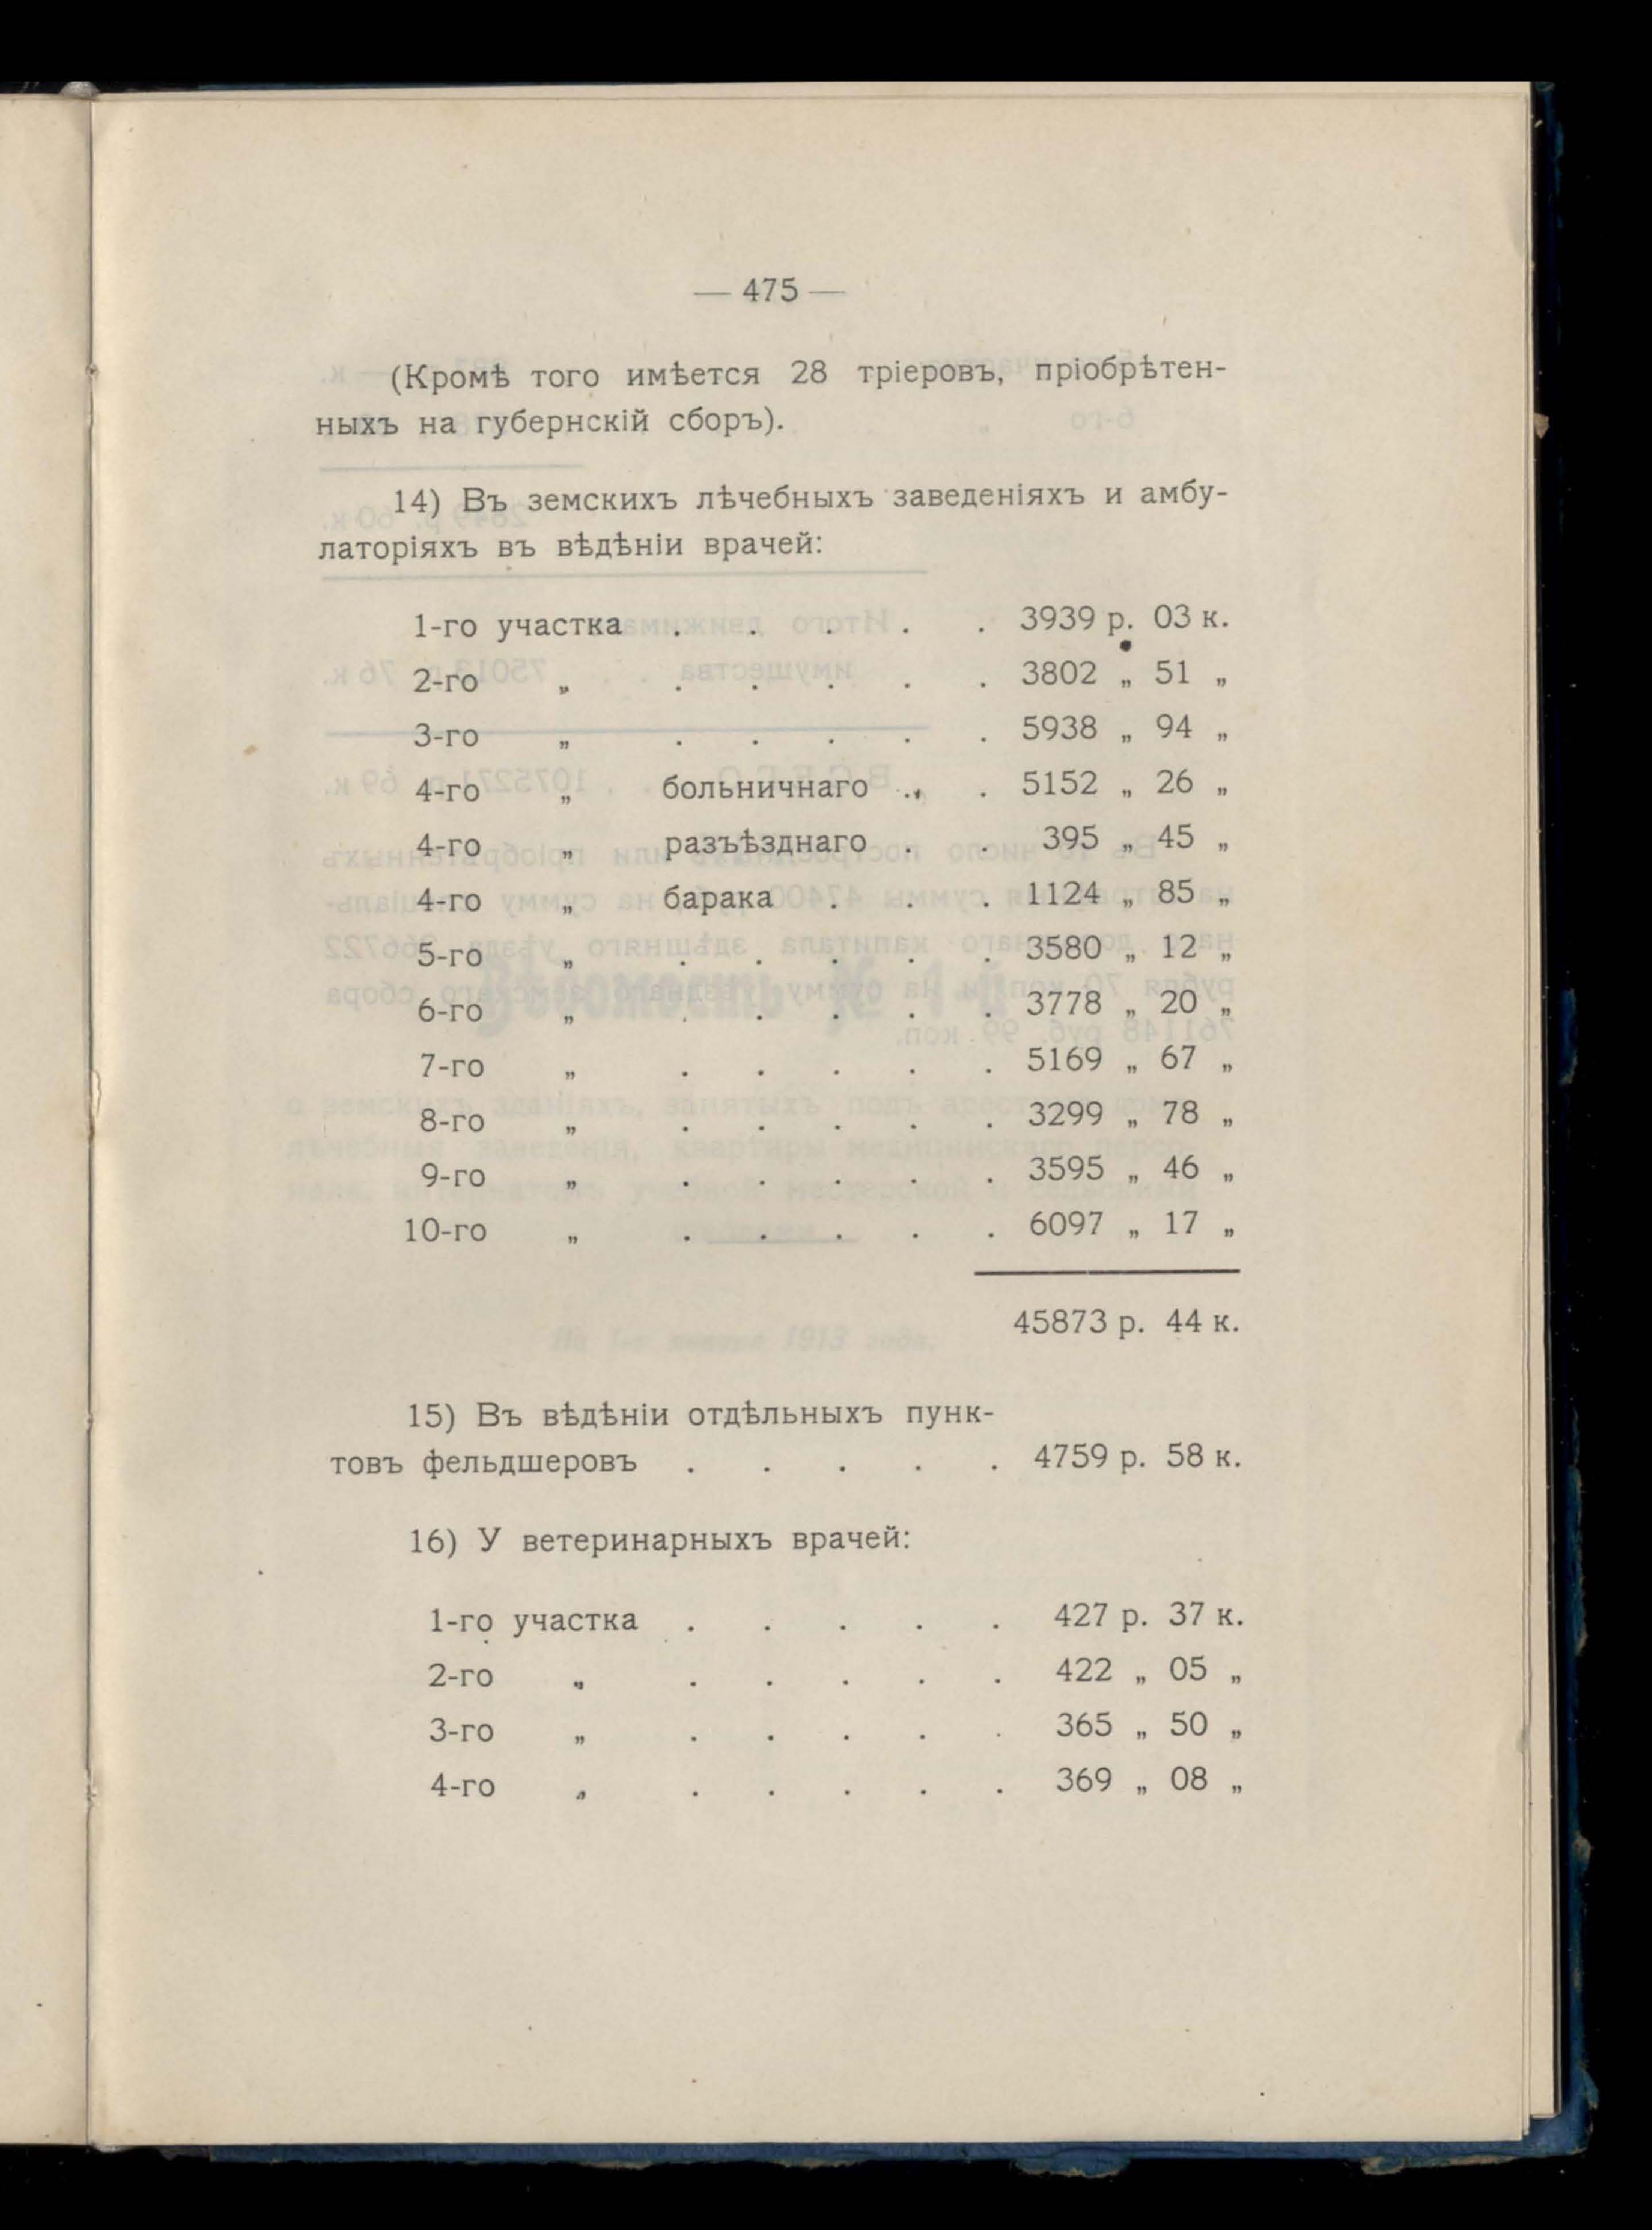 — 475 —
(Кромѣ того имѣется 28 тріеровъ, пріобрѣтен-
ныхъ на губернскій сборъ).
14) Въ земскихъ лѣчебныхъ заведеніяхъ и амбу-
латоріяхъ въ вѣдѣніи врачей:
1-го участка . . . . . 3939 р. 03 к.
2-го „ . . . . . 3802 „ 51 „
3-го „ . . . . . 5938 „ 94 „
4-го „ больничнаго . . 5152 „ 26 „
4-го „ разъѣзднаго . . 395 „ 45 „
4-го „ барака . . . 1124 „ 85 „
5-го „ . . . . . 3580 „ 12 „
6-го „ . . . . . 3778 „ 20 „
7-го „ . . . . . 5169 „ 67 „
8-го „ . . . . . 3299 „ 78 „
9-го „ . . . . . 3595 „ 46 „
10-го „ . . . . . 6097 „ 17 „
45873 р. 44 к.
15) Въ вѣдѣніи отдѣльныхъ пунк-
товъ фельдшеровъ . . . . . 4759 р. 58 к.
16) У ветеринарныхъ врачей:
1-го участка . . . . . 427 р. 37 к.
2-го „ . . . . . 422 „ 05 „
3-го „ . . . . . 365 „ 50 „
4-го „ . . . . . 369 „ 08 „